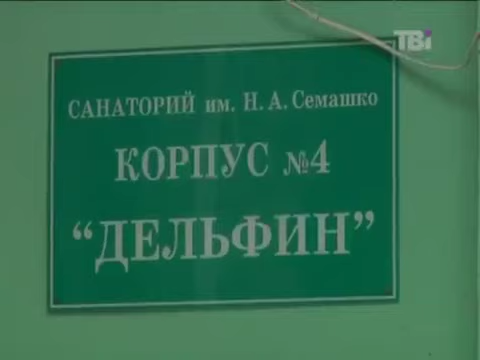 ТВі
САНАТОРИЙ им. Н. А. Семашко
КОРПУС №4
“ДЕЛЬФИН”